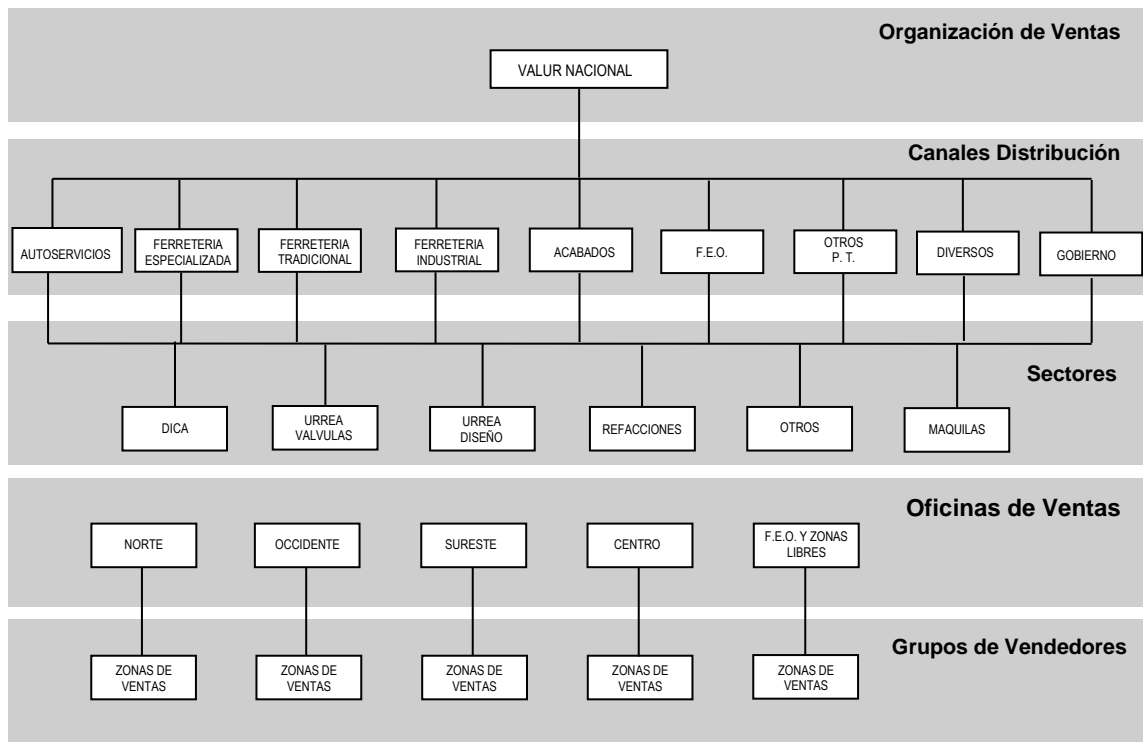 Organización de Ventas
VALUR NACIONAL
Canales Distribución
AUTOSERVICIOS
FERRETERIA
ESPECIALIZADA
FERRETERIA
TRADICIONAL
FERRETERIA
INDUSTRIAL
ACABADOS
F.E.O.
OTROS
P. T.
DIVERSOS
GOBIERNO
Sectores
DICA
URREA
VALVULAS
URREA
DISEÑO
REFACCIONES
OTROS
MAQUILAS
Oficinas de Ventas
NORTE
OCCIDENTE
SURESTE
CENTRO
F.E.O. Y ZONAS
LIBRES
Grupos de Vendedores
ZONAS DE
VENTAS
ZONAS DE
VENTAS
ZONAS DE
VENTAS
ZONAS DE
VENTAS
ZONAS DE
VENTAS